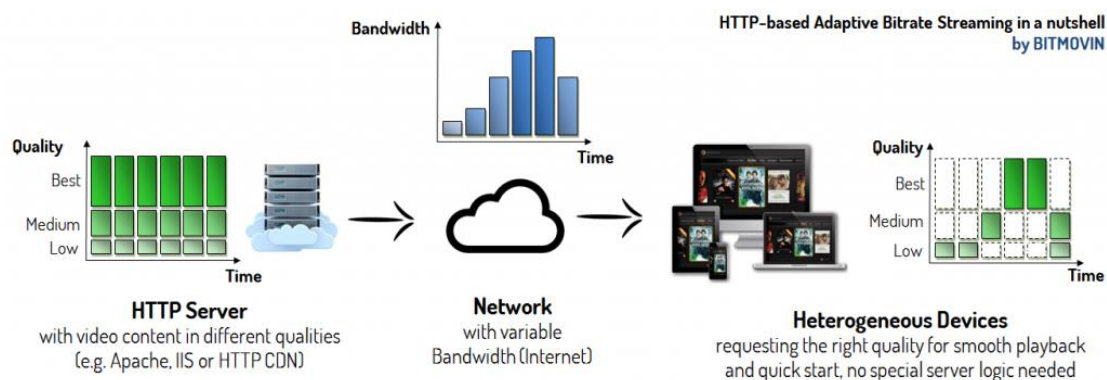 HTTP-based Adaptive Bitrate Streaming in a nutshell
by BITMOVIN
Bandwidth
Time
Quality
Best
Medium
Low
Time
Quality
Best
Medium
Low
Time
HTTP Server
with video content in different qualities
(e.g. Apache, IIS or HTTP CDN)
Network
with variable
Bandwidth (Internet)
Heterogeneous Devices
requesting the right quality for smooth playback
and quick start, no special server logic needed